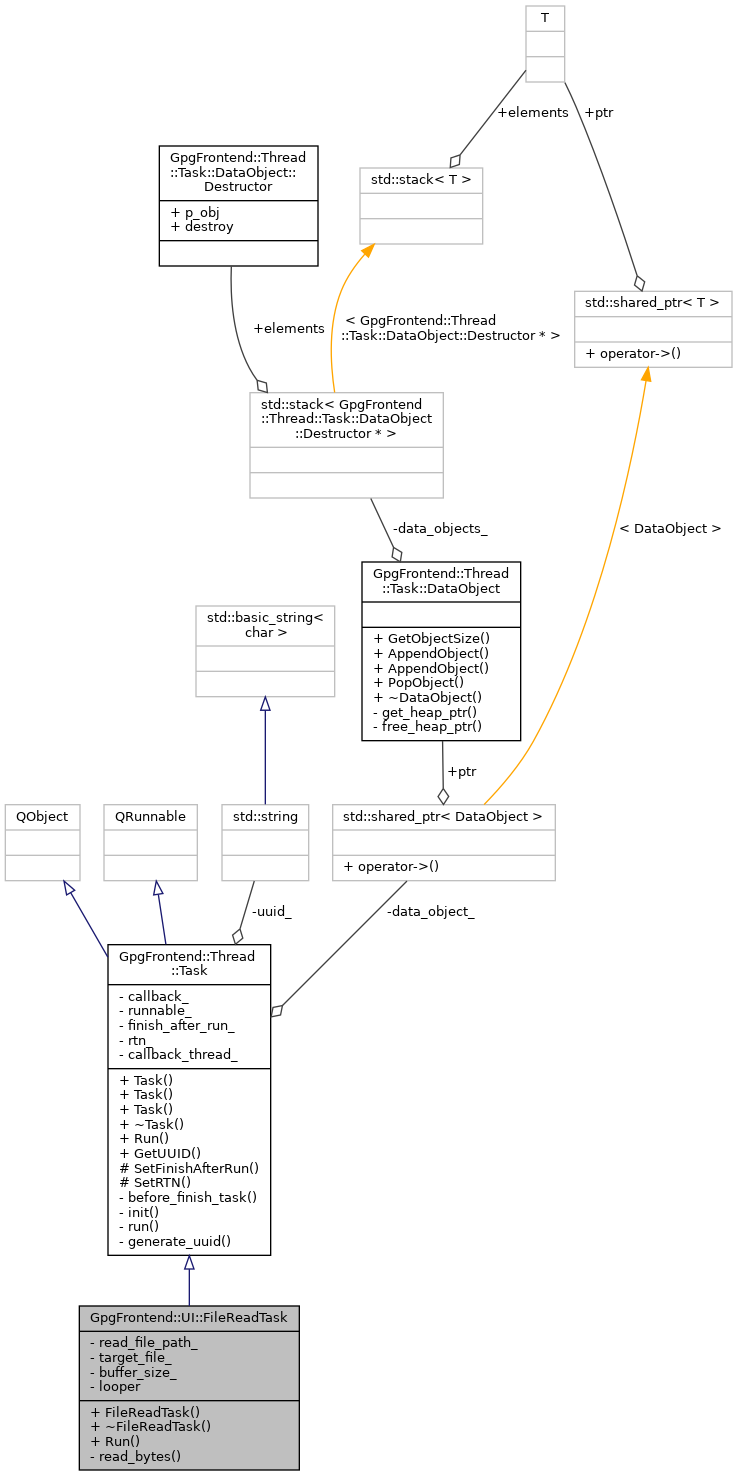 T
+elements
+ptr
GpgFrontend::Thread
::Task::DataObject::
Destructor
+ p_obj
+ destroy
std::stack< T >
std::shared_ptr< T >
+ operator->()
+elements
< GpgFrontend::Thread
::Task::DataObject::Destructor * >
std::stack< GpgFrontend
::Thread::Task::DataObject
::Destructor * >
-data_objects_
< DataObject >
GpgFrontend::Thread
::Task::DataObject
+ GetObjectSize()
+ AppendObject()
+ AppendObject()
+ PopObject()
+ ~DataObject()
- get_heap_ptr()
- free_heap_ptr()
std::basic_string<
char >
+ptr
QObject
QRunnable
std::string
std::shared_ptr< DataObject >
+ operator->()
-uuid_
-data_object_
GpgFrontend::Thread
::Task
- callback_
- runnable_
- finish_after_run_
- rtn_
- callback_thread_
+ Task()
+ Task()
+ Task()
+ ~Task()
+ Run()
+ GetUUID()
# SetFinishAfterRun()
# SetRTN()
- before_finish_task()
- init()
- run()
- generate_uuid()
GpgFrontend::UI::FileReadTask
- read_file_path_
- target_file_
- buffer_size_
- looper
+ FileReadTask()
+ ~FileReadTask()
+ Run()
- read_bytes()